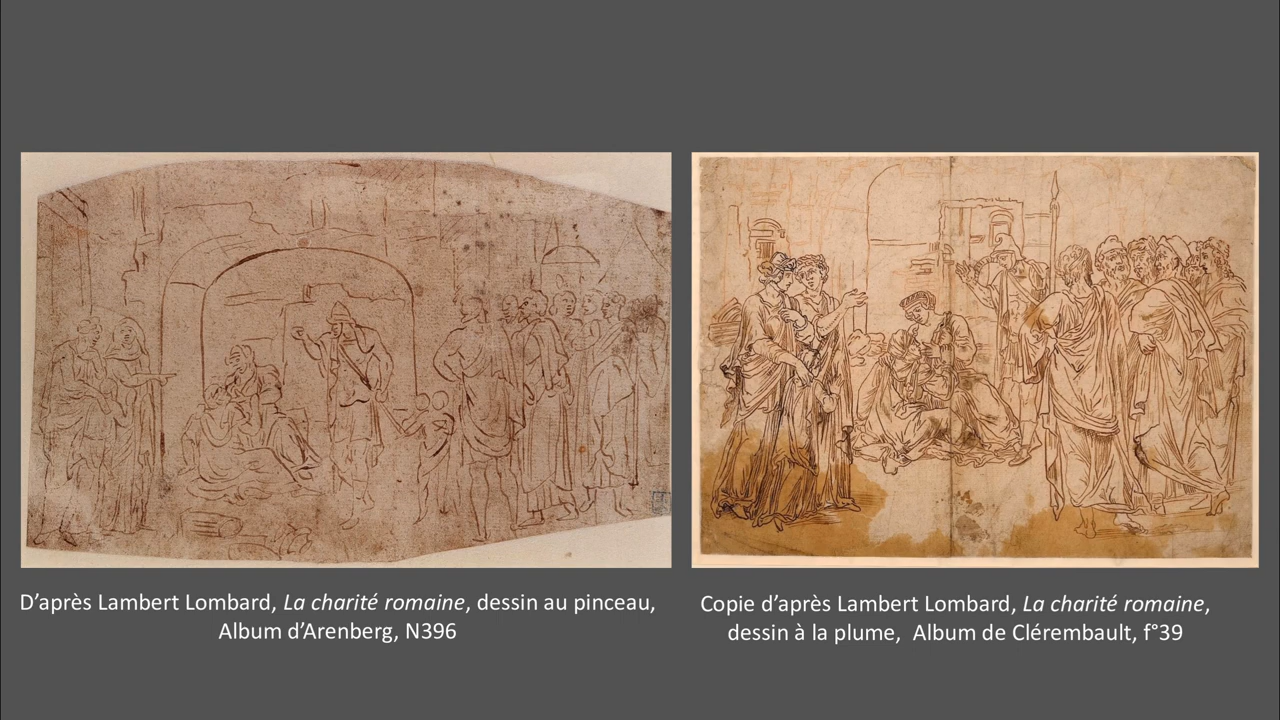 D’après Lambert Lombard, La charité romaine, dessin au pinceau,
Album d’Arenberg, N396
Copie d’après Lambert Lombard, La charité romaine,
dessin à la plume,  Album de Clérembault, f°39